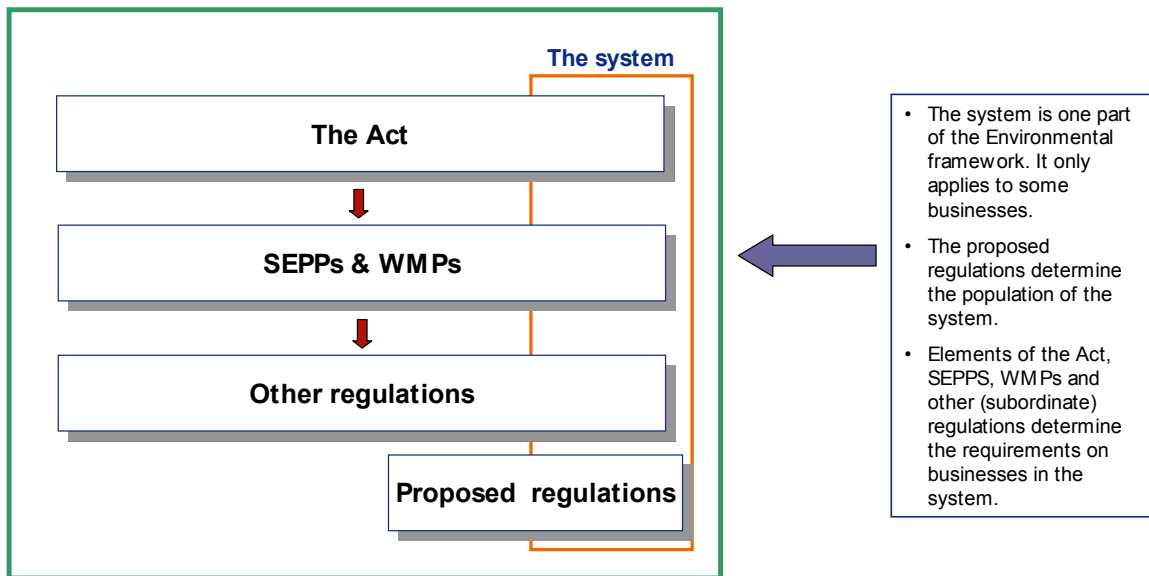 The system
The Act
SEPPs & WMPs
Other regulations
Proposed regulations
• The system is one part
of the Environmental
framework. It only
applies to some
businesses.
• The proposed
regulations determine
the population of the
system.
• Elements of the Act,
SEPPS, WMPs and
other (subordinate)
regulations determine
the requirements on
businesses in the
system.